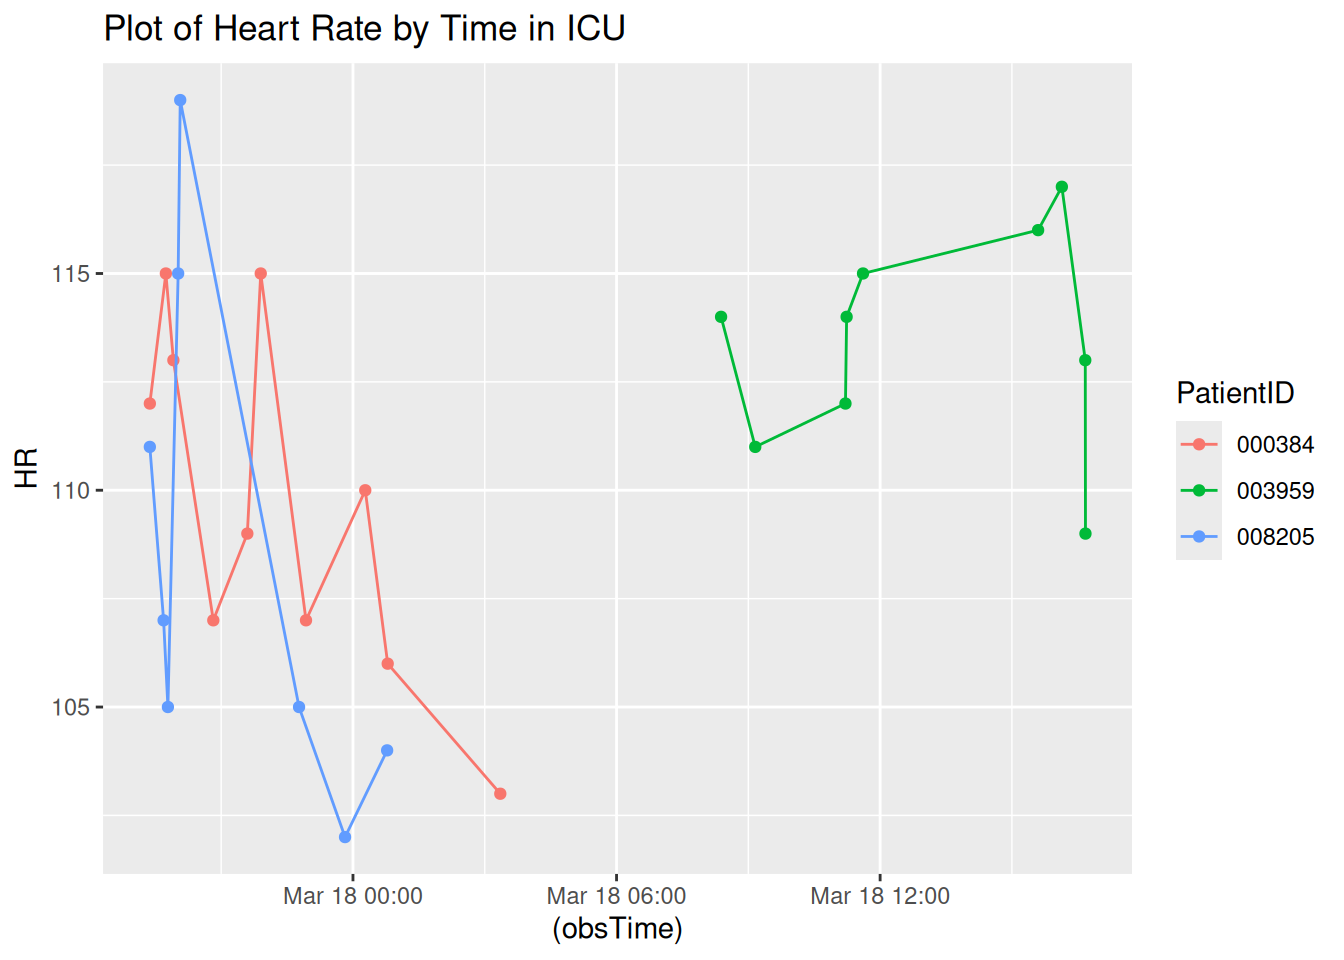 Plot of Heart Rate by Time in ICU
HR
115
110
105
Mar 18 00:00
Mar 18 06:00
Mar 18 12:00
(obsTime)
PatientID
000384
003959
008205